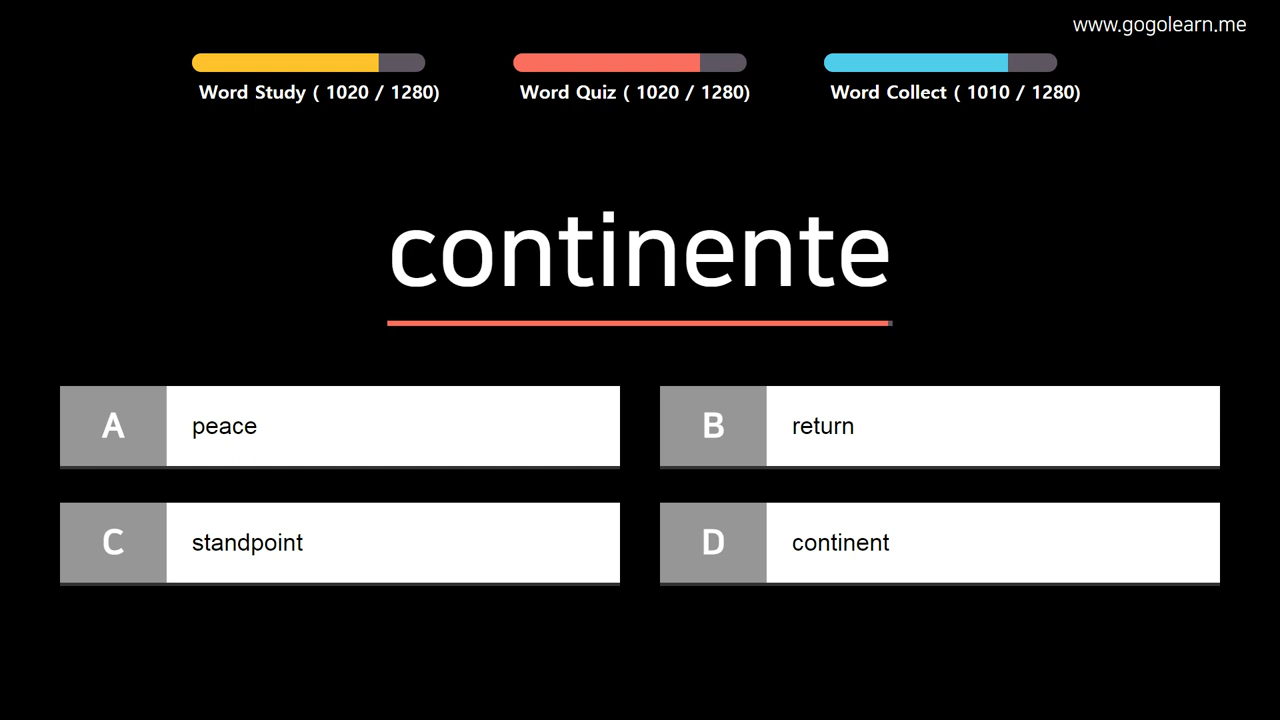 www.gogolearn.me
Word Study ( 1020 / 1280)
Word Quiz ( 1020 / 1280)
Word Collect ( 1010 / 1280)
continente
A peace
B return
C standpoint
D continent